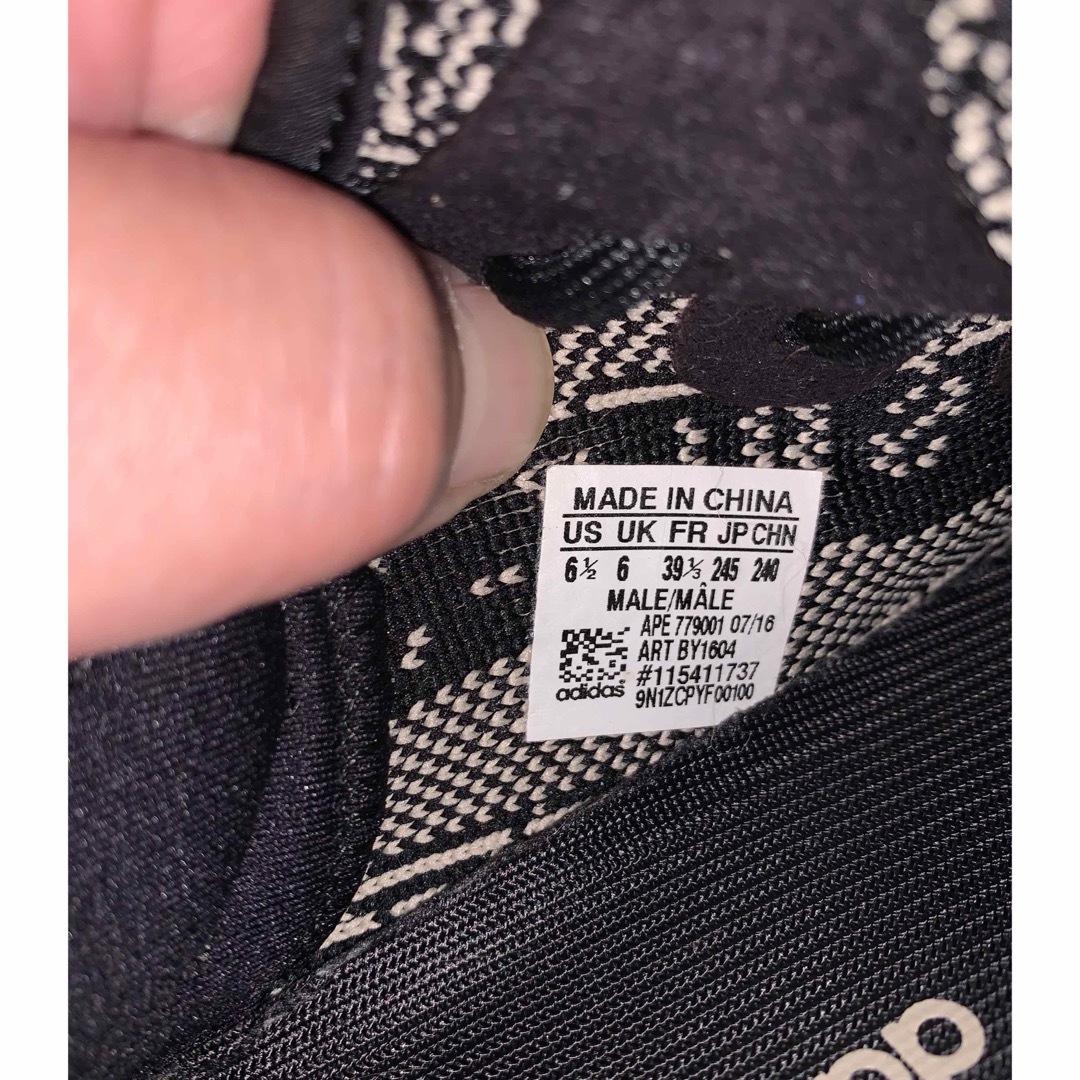 MADE IN CHINA
US UK FR JP CHN
6½ 6 39⅓ 245 240
MALE/MÂLE
APE 779001 07/16
ART BY1604
#115411737
adidas
9N1ZCPYF00100